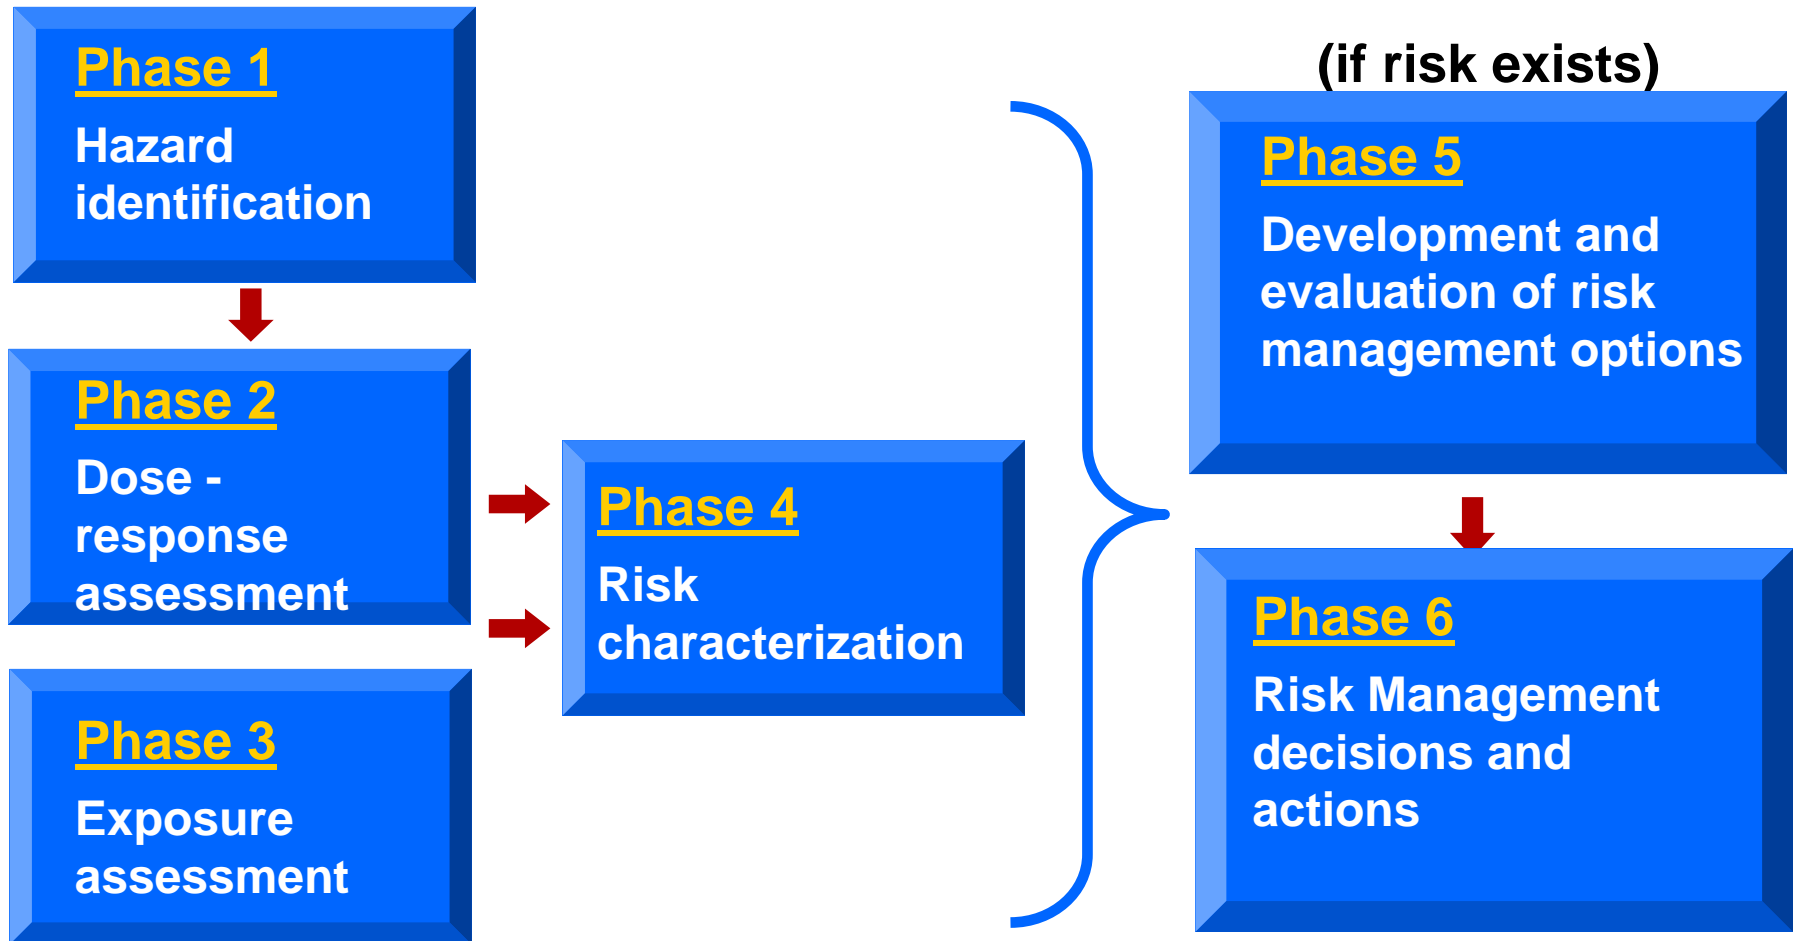 Phase 1
Hazard
identification
Phase 2
Dose -
response
assessment
Phase 3
Exposure
assessment
Phase 4
Risk
characterization
(if risk exists)
Phase 5
Development and
evaluation of risk
management options
Phase 6
Risk Management
decisions and
actions